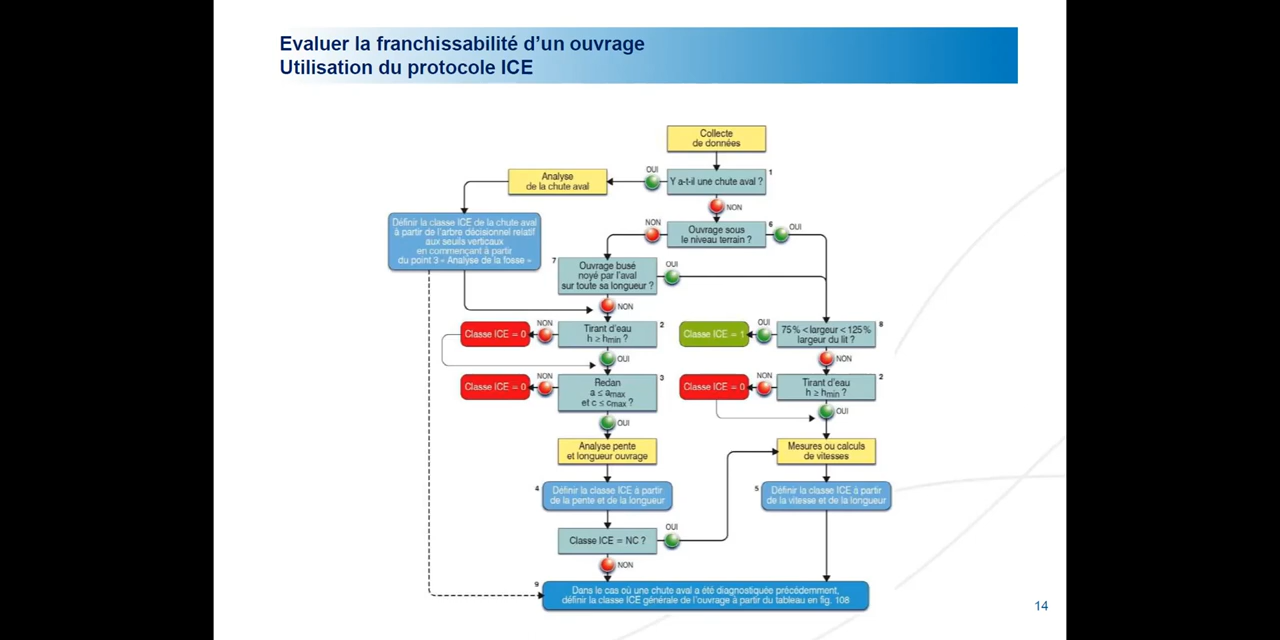 Evaluer la franchissabilité d'un ouvrage
Utilisation du protocole ICE
Collecte
de données
1
OUI
Y a-t-il une chute aval ?
Analyse
de la chute aval
NON
Définir la classe ICE de la chute aval
à partir de l'arbre décisionnel relatif
aux seuils verticaux
en commençant à partir
du point 3 « Analyse de la fosse »
NON
6
Ouvrage sous
le niveau terrain ?
OUI
7
Ouvrage busé
noyé par l'aval
sur toute sa longueur ?
OUI
NON
Classe ICE = 0
NON
2
Tirant d'eau
h ≥ hmin ?
OUI
Classe ICE = 1
OUI
8
75% < largeur < 125%
largeur du lit ?
NON
Classe ICE = 0
NON
3
Redan
a ≤ amax
et c ≤ cmax ?
OUI
Classe ICE = 0
NON
2
Tirant d'eau
h ≥ hmin ?
OUI
Analyse pente
et longueur ouvrage
Mesures ou calculs
de vitesses
4
Définir la classe ICE à partir
de la pente et de la longueur
5
Définir la classe ICE à partir
de la vitesse et de la longueur
Classe ICE = NC ?
OUI
NON
9
Dans le cas où une chute aval a été diagnostiquée précédemment,
définir la classe ICE générale de l'ouvrage à partir du tableau en fig. 108
14